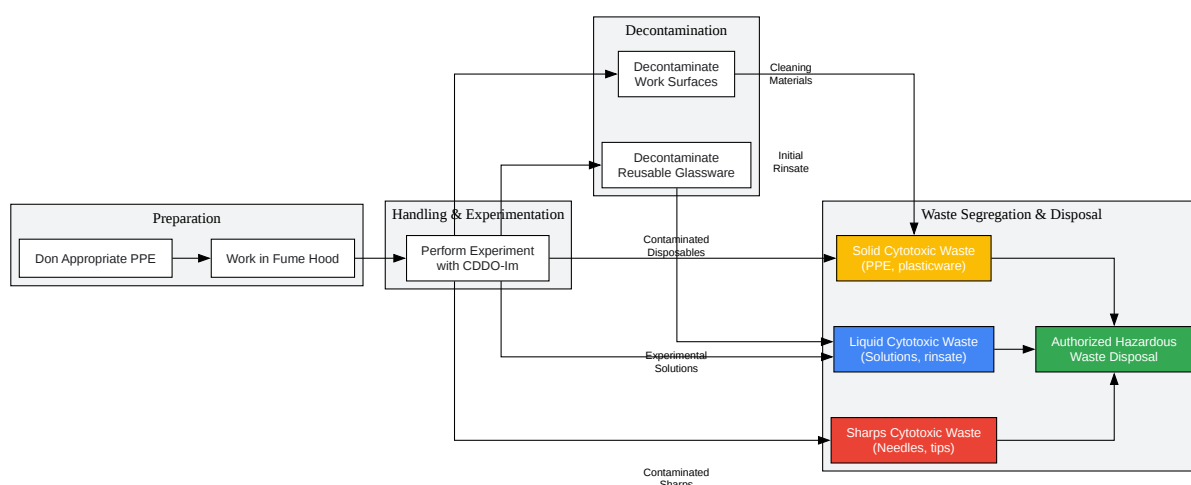 Decontamination
Decontaminate
Work Surfaces
Cleaning
Materials
Decontaminate
Reusable Glassware
Initial
Rinsate
Preparation
Don Appropriate PPE
Work in Fume Hood
Handling & Experimentation
Perform Experiment
with CDDO-Im
Contaminated
Disposables
Experimental
Solutions
Contaminated
Sharps
Waste Segregation & Disposal
Solid Cytotoxic Waste
(PPE, plasticware)
Liquid Cytotoxic Waste
(Solutions, rinsate)
Sharps Cytotoxic Waste
(Needles, tips)
Authorized Hazardous
Waste Disposal